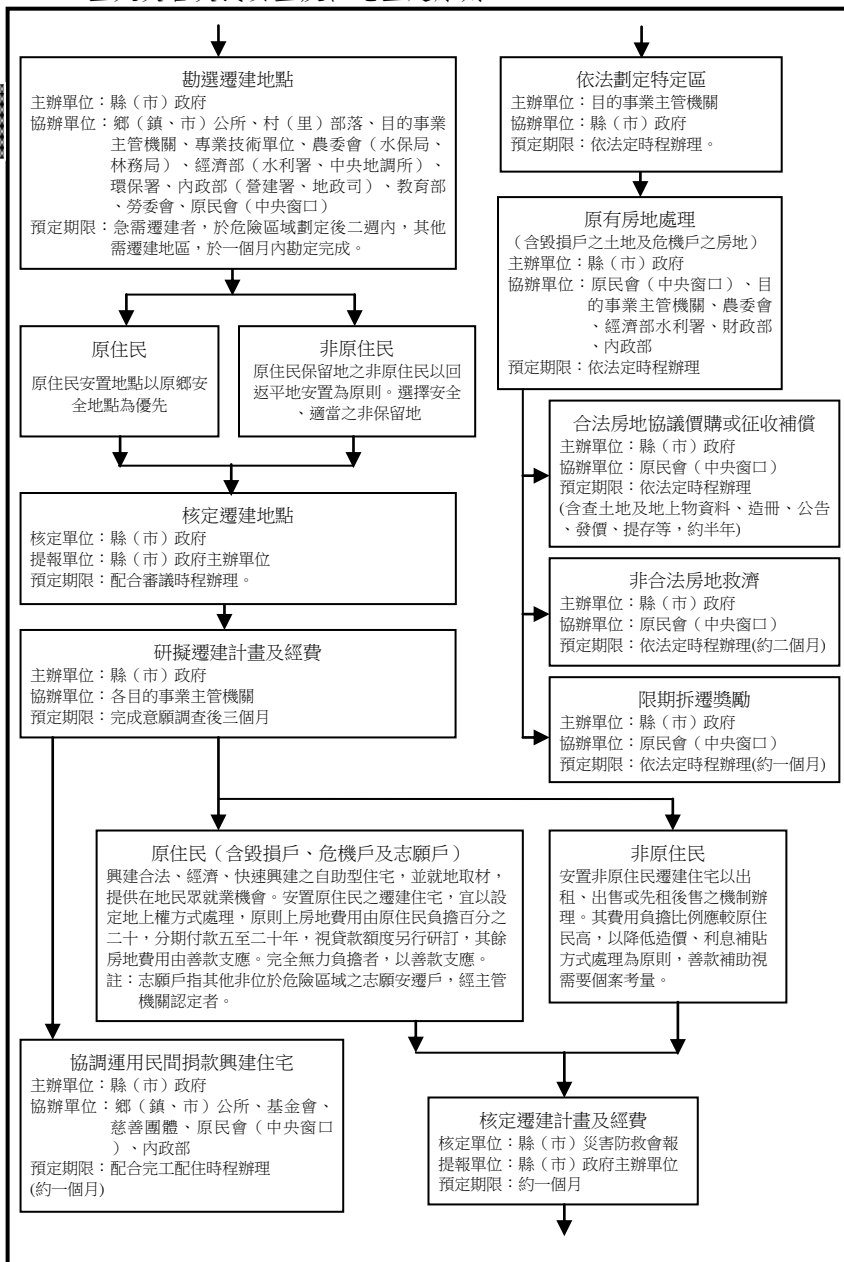 勘選遷建地點
主辦單位：縣（市）政府
協辦單位：鄉（鎮、市）公所、村（里）部落、目的事業
主管機關、專業技術單位、農委會（水保局、
林務局）、經濟部（水利署、中央地調所）、
環保署、內政部（營建署、地政司）、教育部
、勞委會、原民會（中央窗口）
預定期限：急需遷建者，於危險區域劃定後二週內，其他
需遷建地區，於一個月內勘定完成。
原住民
原住民安置地點以原鄉安
全地點為優先
非原住民
原住民保留地之非原住民以回
返平地安置為原則。選擇安全
、適當之非保留地
核定遷建地點
核定單位：縣（市）政府
提報單位：縣（市）政府主辦單位
預定期限：配合審議時程辦理。
研擬遷建計畫及經費
主辦單位：縣（市）政府
協辦單位：各目的事業主管機關
預定期限：完成意願調查後三個月
依法劃定特定區
主辦單位：目的事業主管機關
協辦單位：縣（市）政府
預定期限：依法定時程辦理。
原有房地處理
（含毀損戶之土地及危機戶之房地）
主辦單位：縣（市）政府
協辦單位：原民會（中央窗口）、目
的事業主管機關、農委會
、經濟部水利署、財政部
、內政部
預定期限：依法定時程辦理
合法房地協議價購或征收補償
主辦單位：縣（市）政府
協辦單位：原民會（中央窗口）
預定期限：依法定時程辦理
(含查土地及地上物資料、造冊、公告
、發價、提存等，約半年)
非合法房地救濟
主辦單位：縣（市）政府
協辦單位：原民會（中央窗口）
預定期限：依法定時程辦理(約二個月)
限期拆遷獎勵
主辦單位：縣（市）政府
協辦單位：原民會（中央窗口）
預定期限：依法定時程辦理(約一個月)
原住民（含毀損戶、危機戶及志願戶）
興建合法、經濟、快速興建之自助型住宅，並就地取材，
提供在地民眾就業機會。安置原住民之遷建住宅，宜以設
定地上權方式處理，原則上房地費用由原住民負擔百分之
二十，分期付款五至二十年，視貸款額度另行研訂，其餘
房地費用由善款支應。完全無力負擔者，以善款支應。
註：志願戶指其他非位於危險區域之志願安遷戶，經主管
機關認定者。
非原住民
安置非原住民遷建住宅以出
租、出售或先租後售之機制辦
理。其費用負擔比例應較原住
民高，以降低造價、利息補貼
方式處理為原則，善款補助視
需要個案考量。
協調運用民間捐款興建住宅
主辦單位：縣（市）政府
協辦單位：鄉（鎮、市）公所、基金會、
慈善團體、原民會（中央窗口
）、內政部
預定期限：配合完工配住時程辦理
(約一個月)
核定遷建計畫及經費
核定單位：縣（市）災害防救會報
提報單位：縣（市）政府主辦單位
預定期限：約一個月